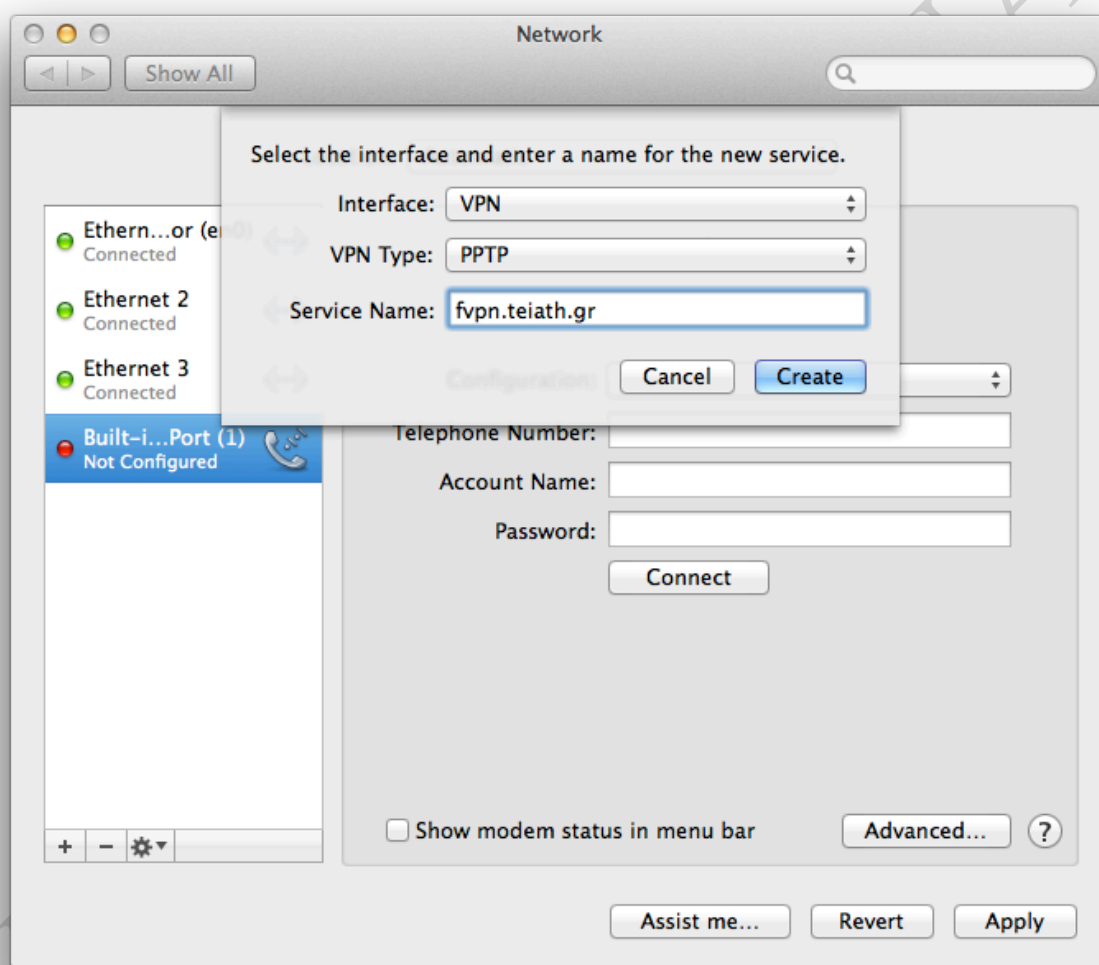 Network
Show All
Select the interface and enter a name for the new service.
Interface: VPN
VPN Type: PPTP
Service Name: fvpn.teiath.gr
Cancel Create
Ethern...or (en0)
Connected
Ethernet 2
Connected
Ethernet 3
Connected
Built-i...Port (1)
Not Configured
Configuration:
Telephone Number:
Account Name:
Password:
Connect
Show modem status in menu bar
Advanced... ?
Assist me... Revert Apply